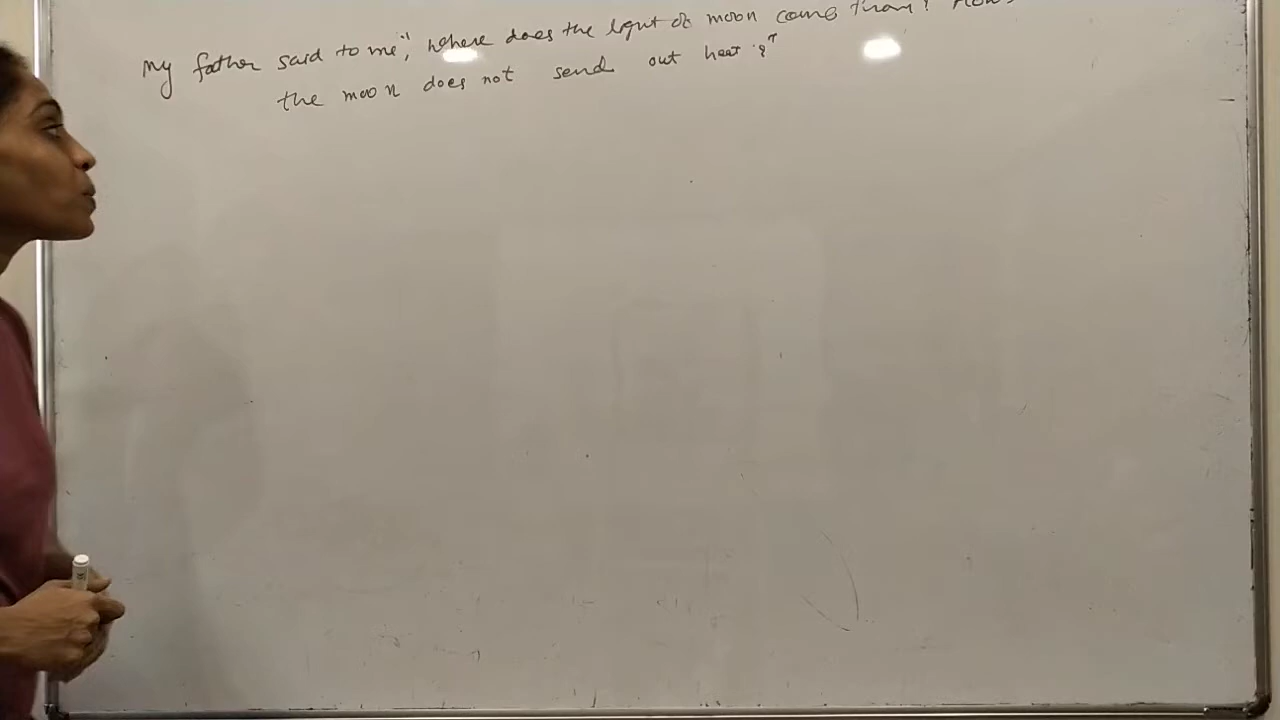 my father said to me", where does the light of moon come from? How
the moon does not send out heat?"